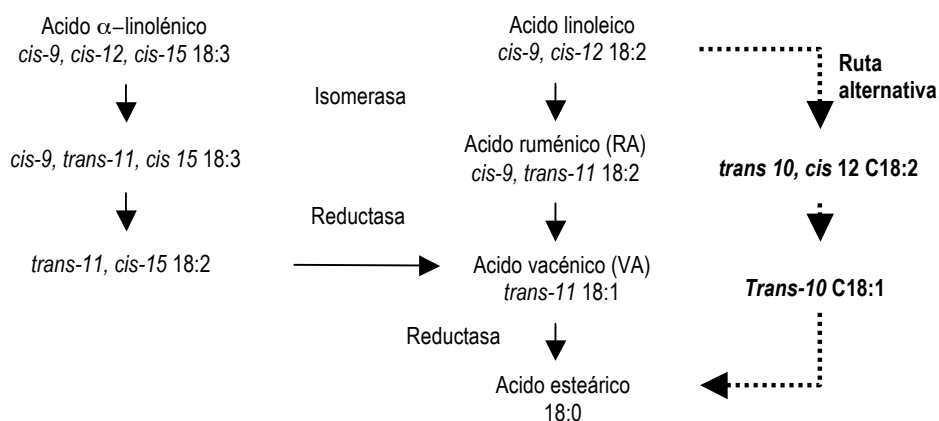 Acido α–linolénico
cis-9, cis-12, cis-15 18:3
Acido linoleico
cis-9, cis-12 18:2
Ruta
alternativa
Isomerasa
cis-9, trans-11, cis 15 18:3
Acido ruménico (RA)
cis-9, trans-11 18:2
trans 10, cis 12 C18:2
Reductasa
trans-11, cis-15 18:2
Acido vacénico (VA)
trans-11 18:1
Trans-10 C18:1
Reductasa
Acido esteárico
18:0